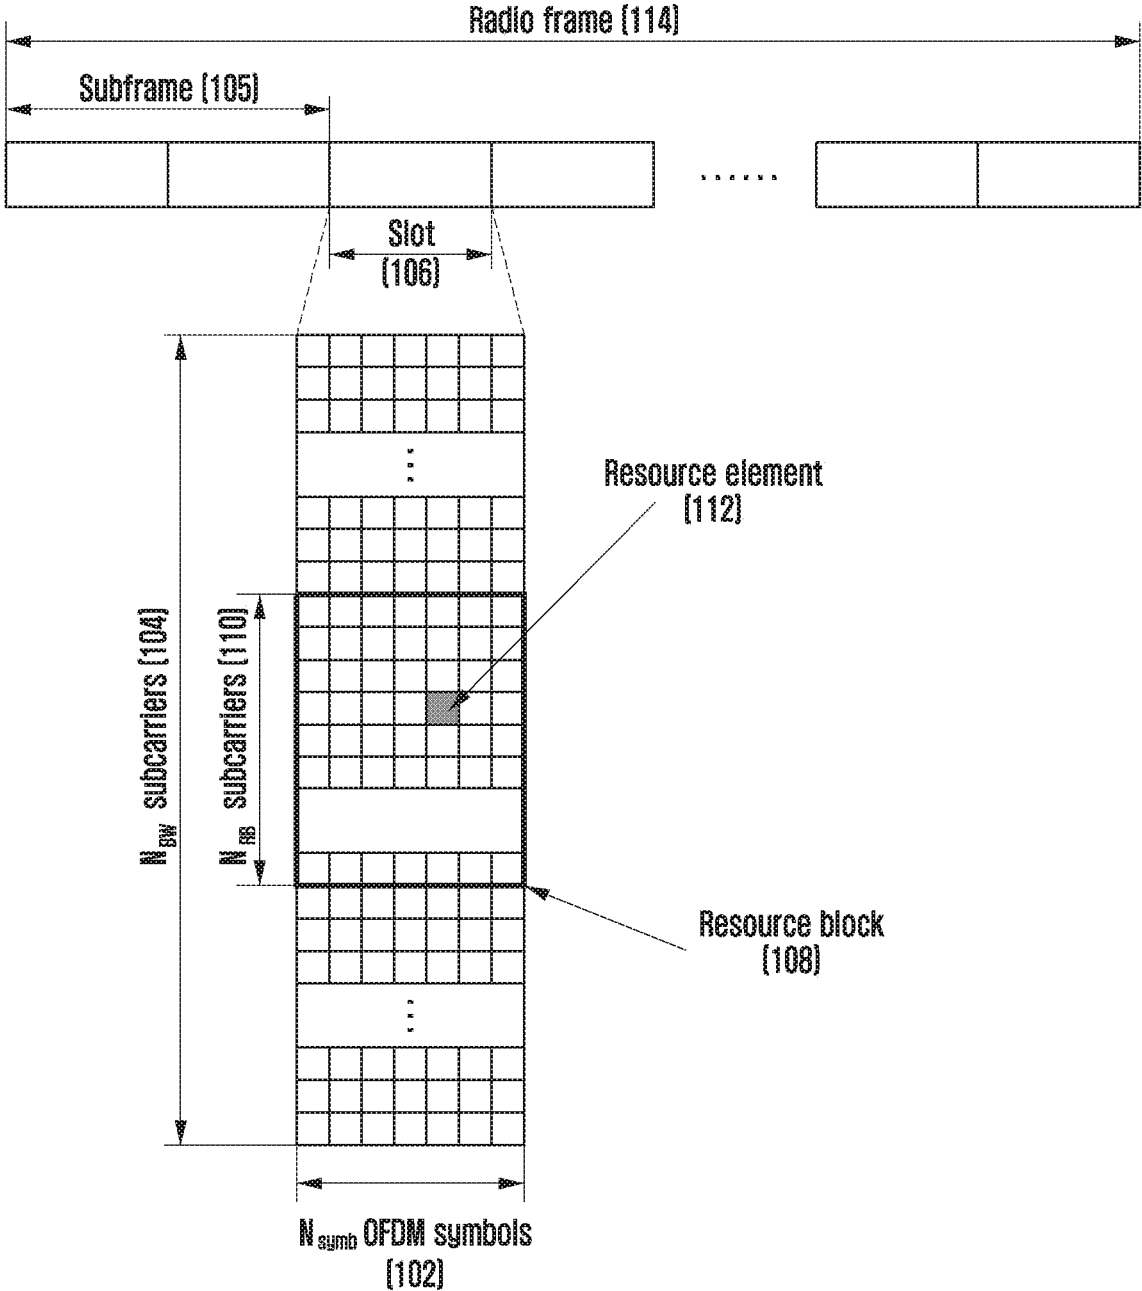 Radio frame (114)
Subframe (105)
Slot
(106)
Resource element
(112)
N_BW subcarriers (104)
N_RB subcarriers (110)
Resource block
(108)
N_symb OFDM symbols
(102)